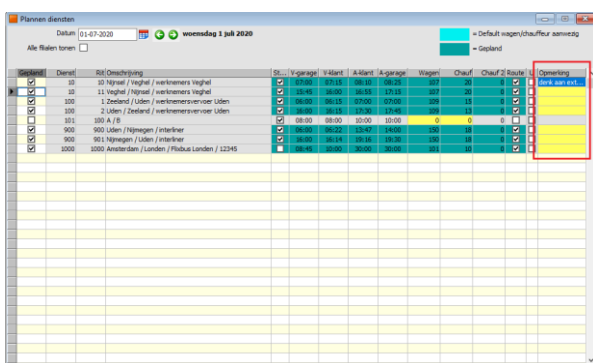 Plannen diensten
Datum 01-07-2020 woensdag 1 juli 2020 = Default wagen/chauffeur aanwezig
Alle filialen tonen = Gepland
Gepland Dienst Rit Omschrijving St... V-garage V-klant A-klant A-garage Wagen Chauf Chauf 2 Route U Opmerking
10 10 Nijnsel / Veghel / werknemers Veghel 07:00 07:15 08:10 08:25 107 20 0 denk aan ext...
10 11 Veghel / Nijnsel / werknemers Veghel 15:45 16:00 16:55 17:15 107 20 0
100 1 Zeeland / Uden / werknemersvervoer Uden 06:00 06:15 07:00 07:00 109 15 0
100 2 Uden / Zeeland / werknemersvervoer Uden 16:00 16:15 17:30 17:45 109 13 0
101 100 A / B 08:00 08:00 10:00 10:00 0 0 0
900 900 Uden / Nijmegen / interliner 06:00 06:22 13:47 14:00 150 18 0
900 901 Nijmegen / Uden / interliner 16:00 16:14 19:16 19:30 150 18 0
1000 1000 Amsterdam / Londen / Flixbus Londen / 12345 08:45 10:00 30:00 30:00 101 10 0